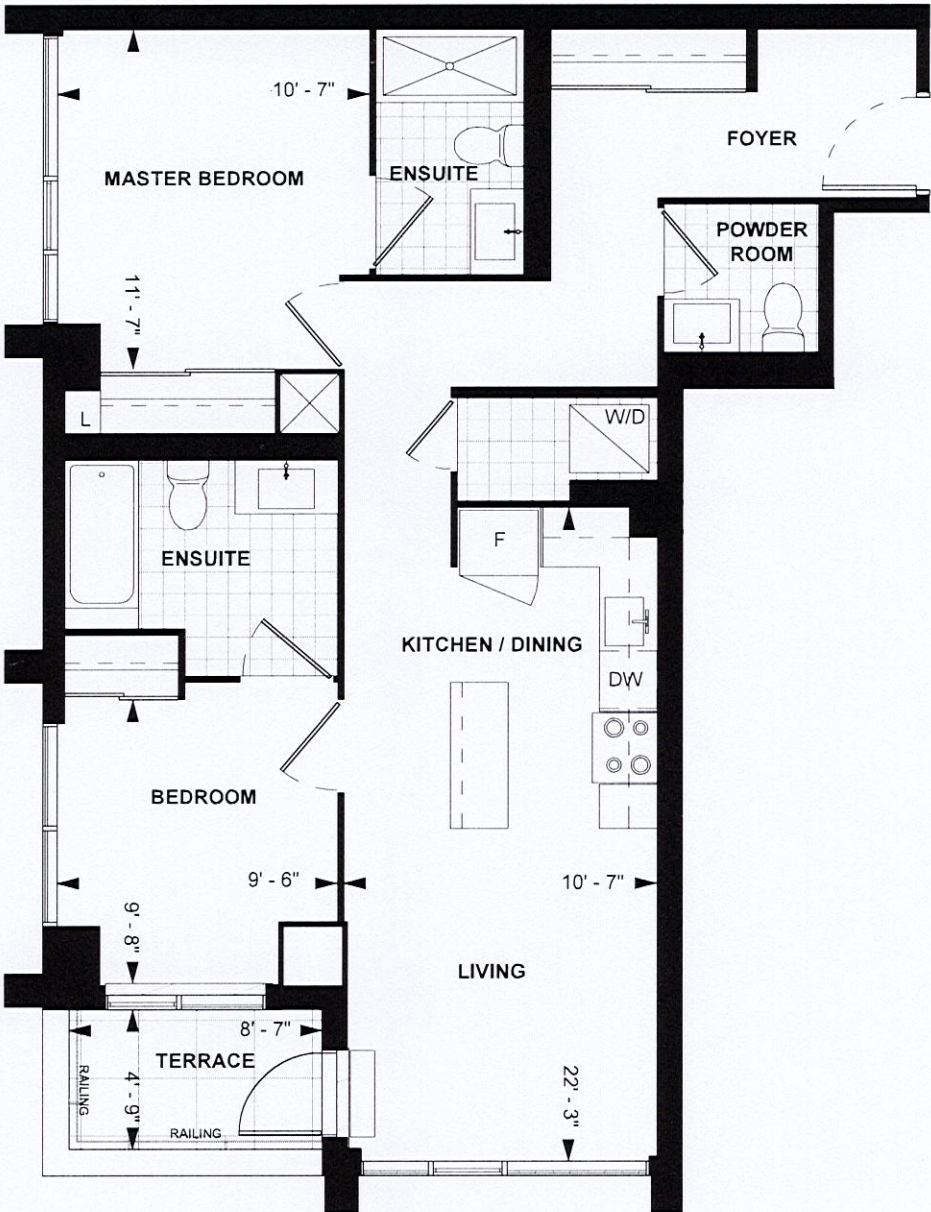 10' - 7"
FOYER
MASTER BEDROOM
ENSUITE
POWDER
ROOM
11' - 7"
L
W/D
F
ENSUITE
KITCHEN / DINING
DW
BEDROOM
9' - 6"
10' - 7"
9' - 8"
LIVING
8' - 7"
TERRACE
RAILING
4' - 9"
RAILING
22' - 3"